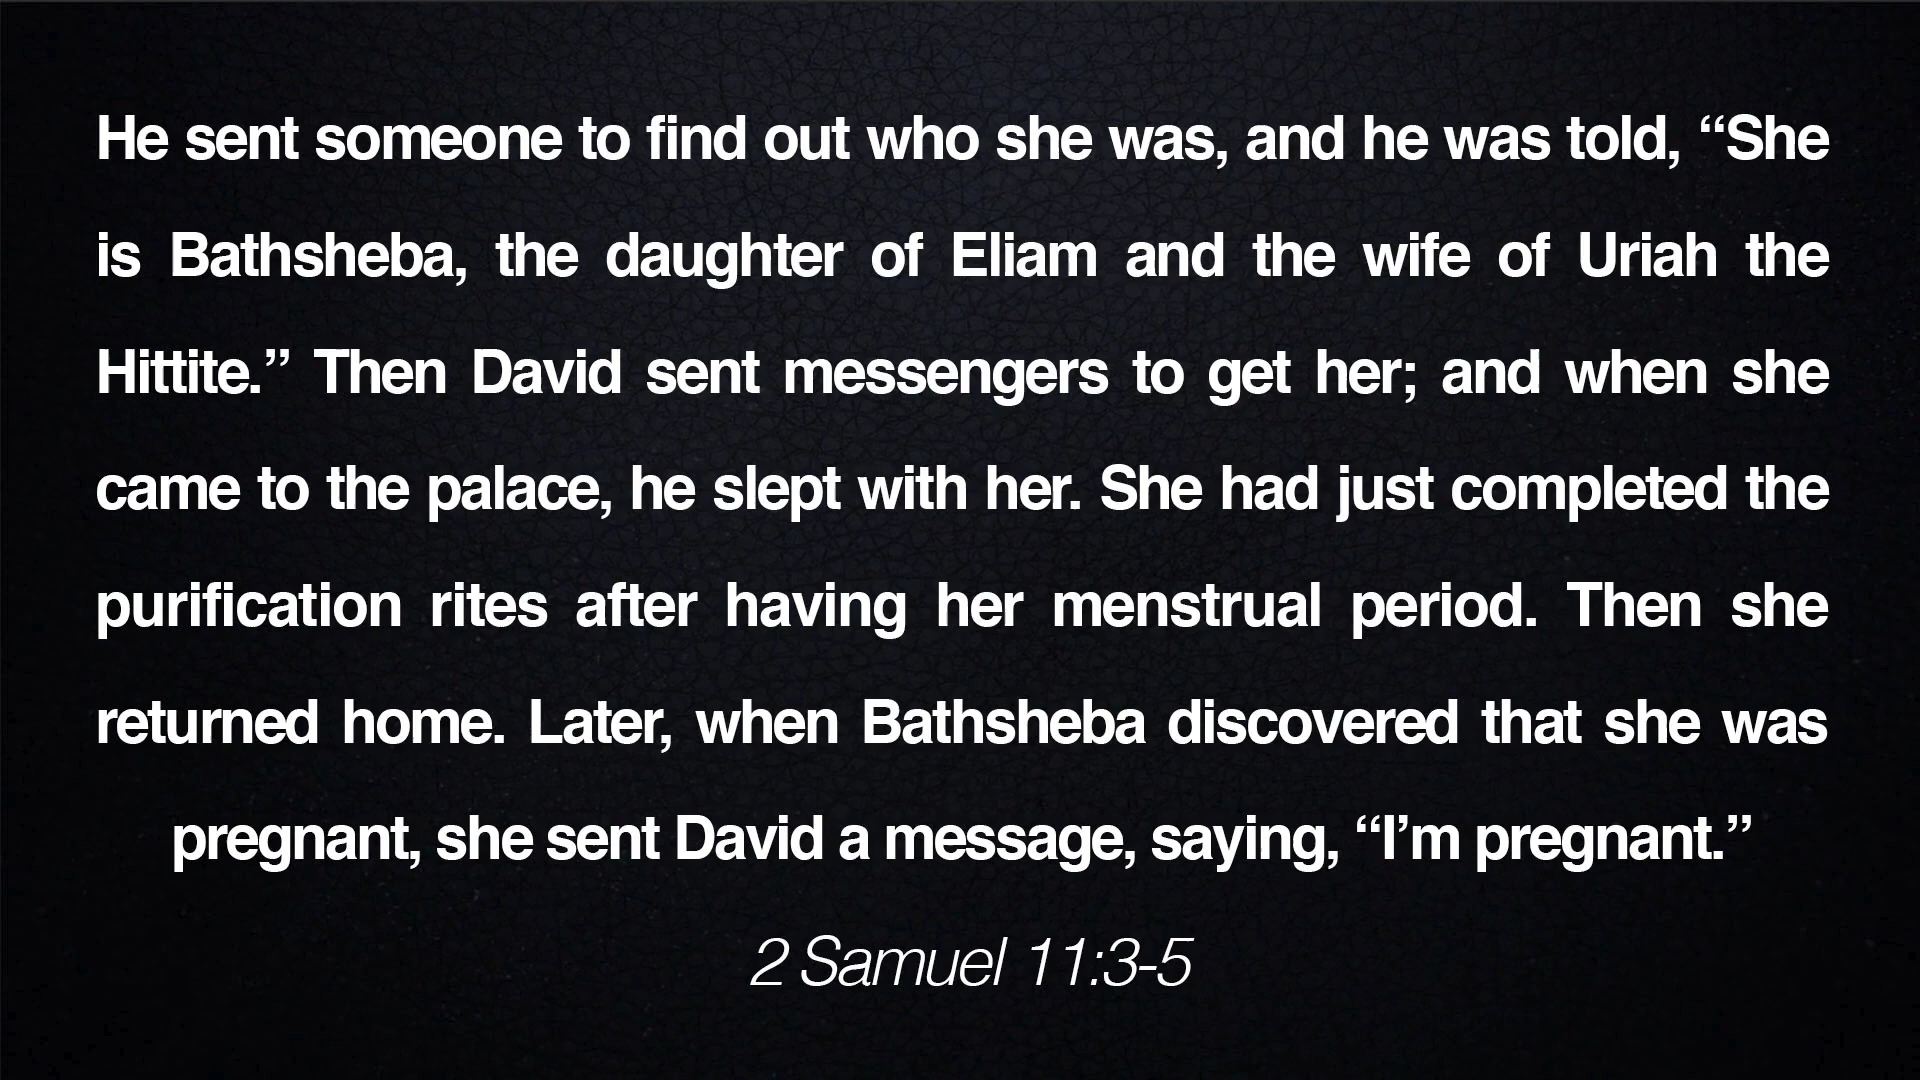 He sent someone to find out who she was, and he was told, “She
is Bathsheba, the daughter of Eliam and the wife of Uriah the
Hittite.” Then David sent messengers to get her; and when she
came to the palace, he slept with her. She had just completed the
purification rites after having her menstrual period. Then she
returned home. Later, when Bathsheba discovered that she was
pregnant, she sent David a message, saying, “I’m pregnant.”
2 Samuel 11:3-5